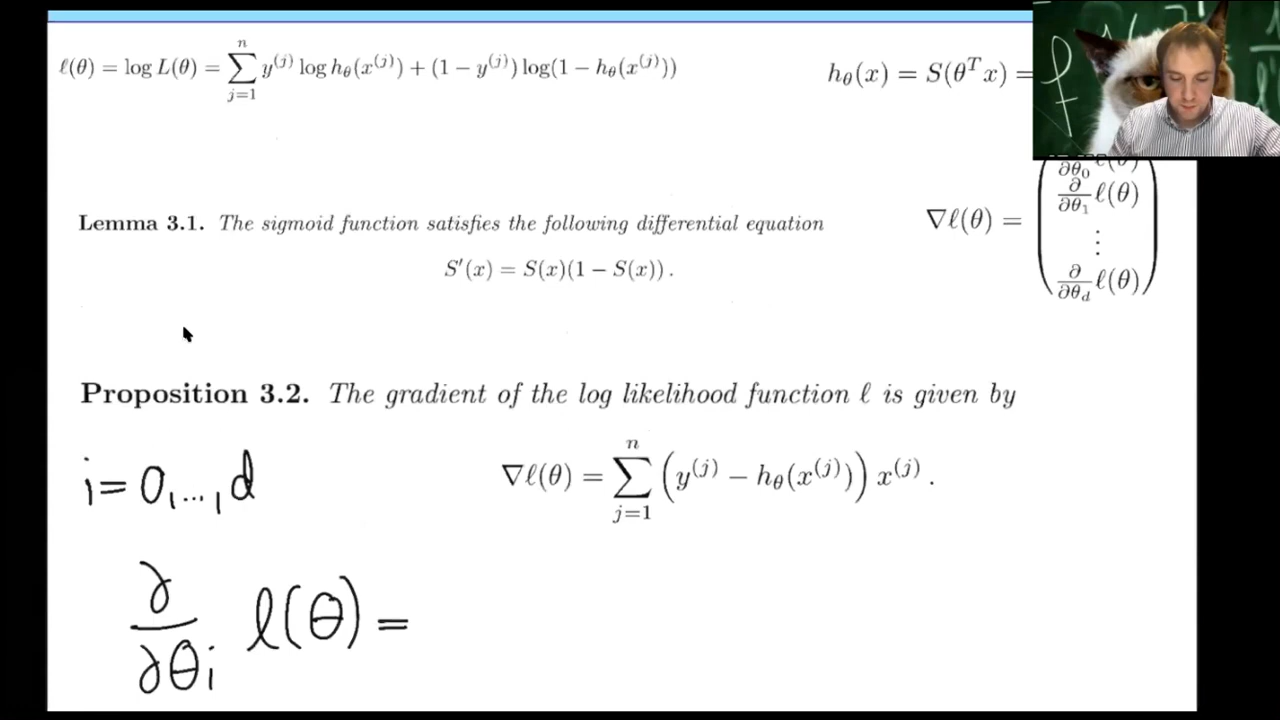 ℓ(θ) = log L(θ) = ∑_{j=1}^{n} y^{(j)} log h_θ(x^{(j)}) + (1 − y^{(j)}) log(1 − h_θ(x^{(j)}))
h_θ(x) = S(θ^T x) =
Lemma 3.1. The sigmoid function satisfies the following differential equation
S′(x) = S(x)(1 − S(x)) .
∇ℓ(θ) = ( ∂/∂θ_0 ℓ(θ)
∂/∂θ_1 ℓ(θ)
⋮
∂/∂θ_d ℓ(θ) )
Proposition 3.2. The gradient of the log likelihood function ℓ is given by
i = 0, ..., d
∇ℓ(θ) = ∑_{j=1}^{n} (y^{(j)} − h_θ(x^{(j)})) x^{(j)} .
∂/∂θ_i ℓ(θ) =